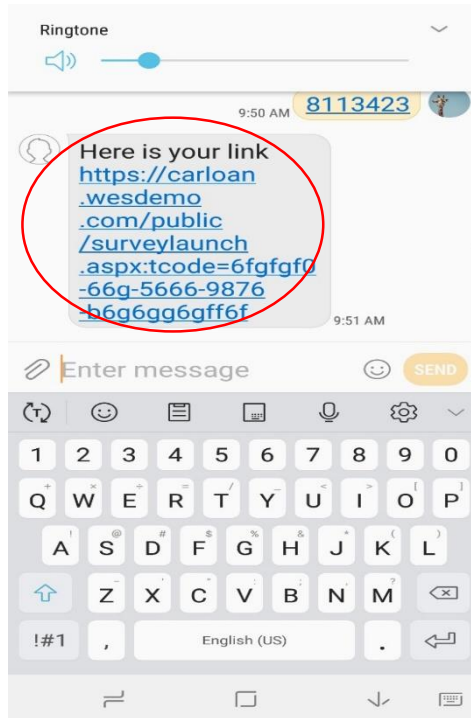 Ringtone
9:50 AM 8113423
Here is your link
https://carloan
.wesdemo
.com/public
/surveylaunch
.aspx:tcode=6fgfgf0
-66g-5666-9876
-b6g6gg6gff6f
9:51 AM
Enter message SEND
T
1 2 3 4 5 6 7 8 9 0
+ × ÷ = / _ < > [ ]
Q W E R T Y U I O P
! @ # $ % ^ & * ( )
A S D F G H J K L
- ' " : ; ?
Z X C V B N M
!#1 , English (US) .